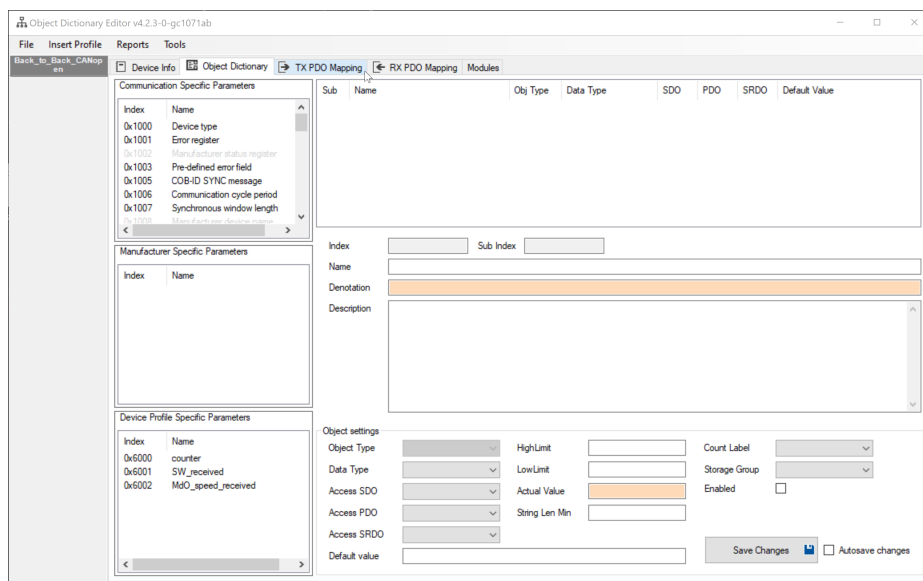 Object Dictionary Editor v4.2.3-0-gc1071ab
File Insert Profile Reports Tools
Back_to_Back_CANop
en
Device Info Object Dictionary TX PDO Mapping RX PDO Mapping Modules
Communication Specific Parameters
Index Name
0x1000 Device type
0x1001 Error register
0x1002 Manufacturer status register
0x1003 Pre-defined error field
0x1005 COB-ID SYNC message
0x1006 Communication cycle period
0x1007 Synchronous window length
0x1008 Manufacturer device name
Manufacturer Specific Parameters
Index Name
Device Profile Specific Parameters
Index Name
0x6000 counter
0x6001 SW_received
0x6002 MdO_speed_received
Sub Name Obj Type Data Type SDO PDO SRDO Default Value
Index Sub Index
Name
Denotation
Description
Object settings
Object Type HighLimit Count Label
Data Type LowLimit Storage Group
Access SDO Actual Value Enabled
Access PDO String Len Min
Access SRDO
Default value
Save Changes Autosave changes